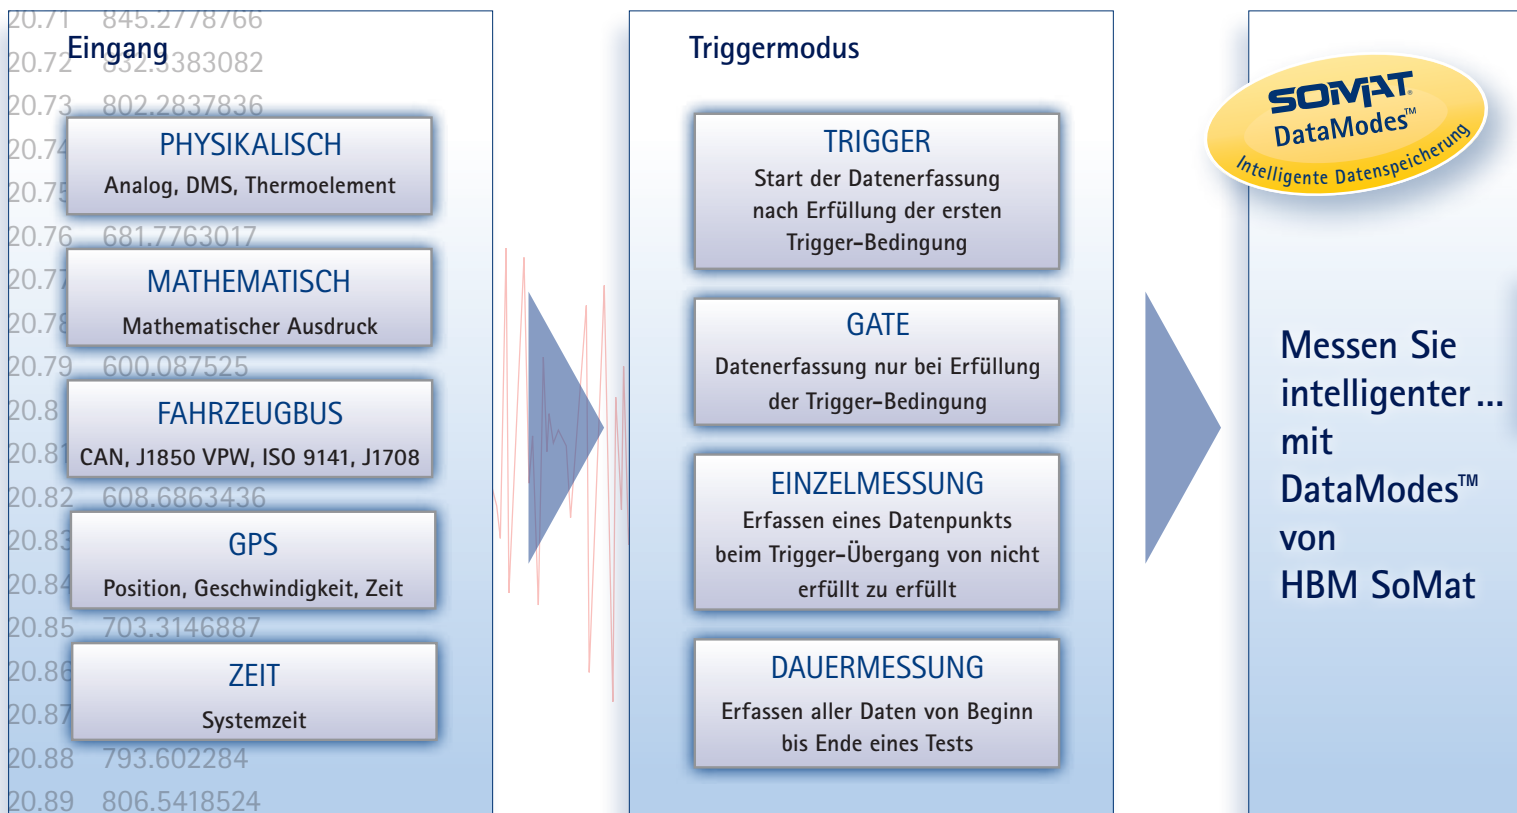 20.71 845.2778766
20.72 832.3383082
20.73 802.2837836
20.74
20.75
20.76 681.7763017
20.77
20.78
20.79 600.087525
20.8
20.81
20.82 608.6863436
20.83
20.84
20.85 703.3146887
20.86
20.87
20.88 793.602284
20.89 806.5418524
Eingang
PHYSIKALISCH
Analog, DMS, Thermoelement
MATHEMATISCH
Mathematischer Ausdruck
FAHRZEUGBUS
CAN, J1850 VPW, ISO 9141, J1708
GPS
Position, Geschwindigkeit, Zeit
ZEIT
Systemzeit
Triggermodus
TRIGGER
Start der Datenerfassung
nach Erfüllung der ersten
Trigger-Bedingung
GATE
Datenerfassung nur bei Erfüllung
der Trigger-Bedingung
EINZELMESSUNG
Erfassen eines Datenpunkts
beim Trigger-Übergang von nicht
erfüllt zu erfüllt
DAUERMESSUNG
Erfassen aller Daten von Beginn
bis Ende eines Tests
SOMAT®
DataModes™
Intelligente Datenspeicherung
Messen Sie
intelligenter ...
mit
DataModes™
von
HBM SoMat